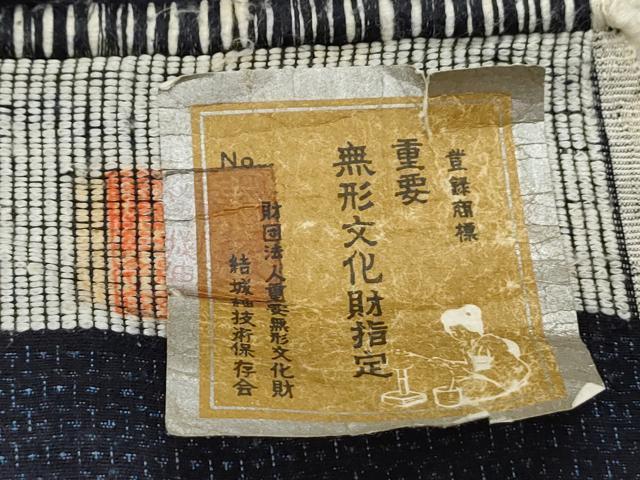 登録商標
重要
無形文化財指定
財団法人重要無形文化財
結城紬技術保存会
No.